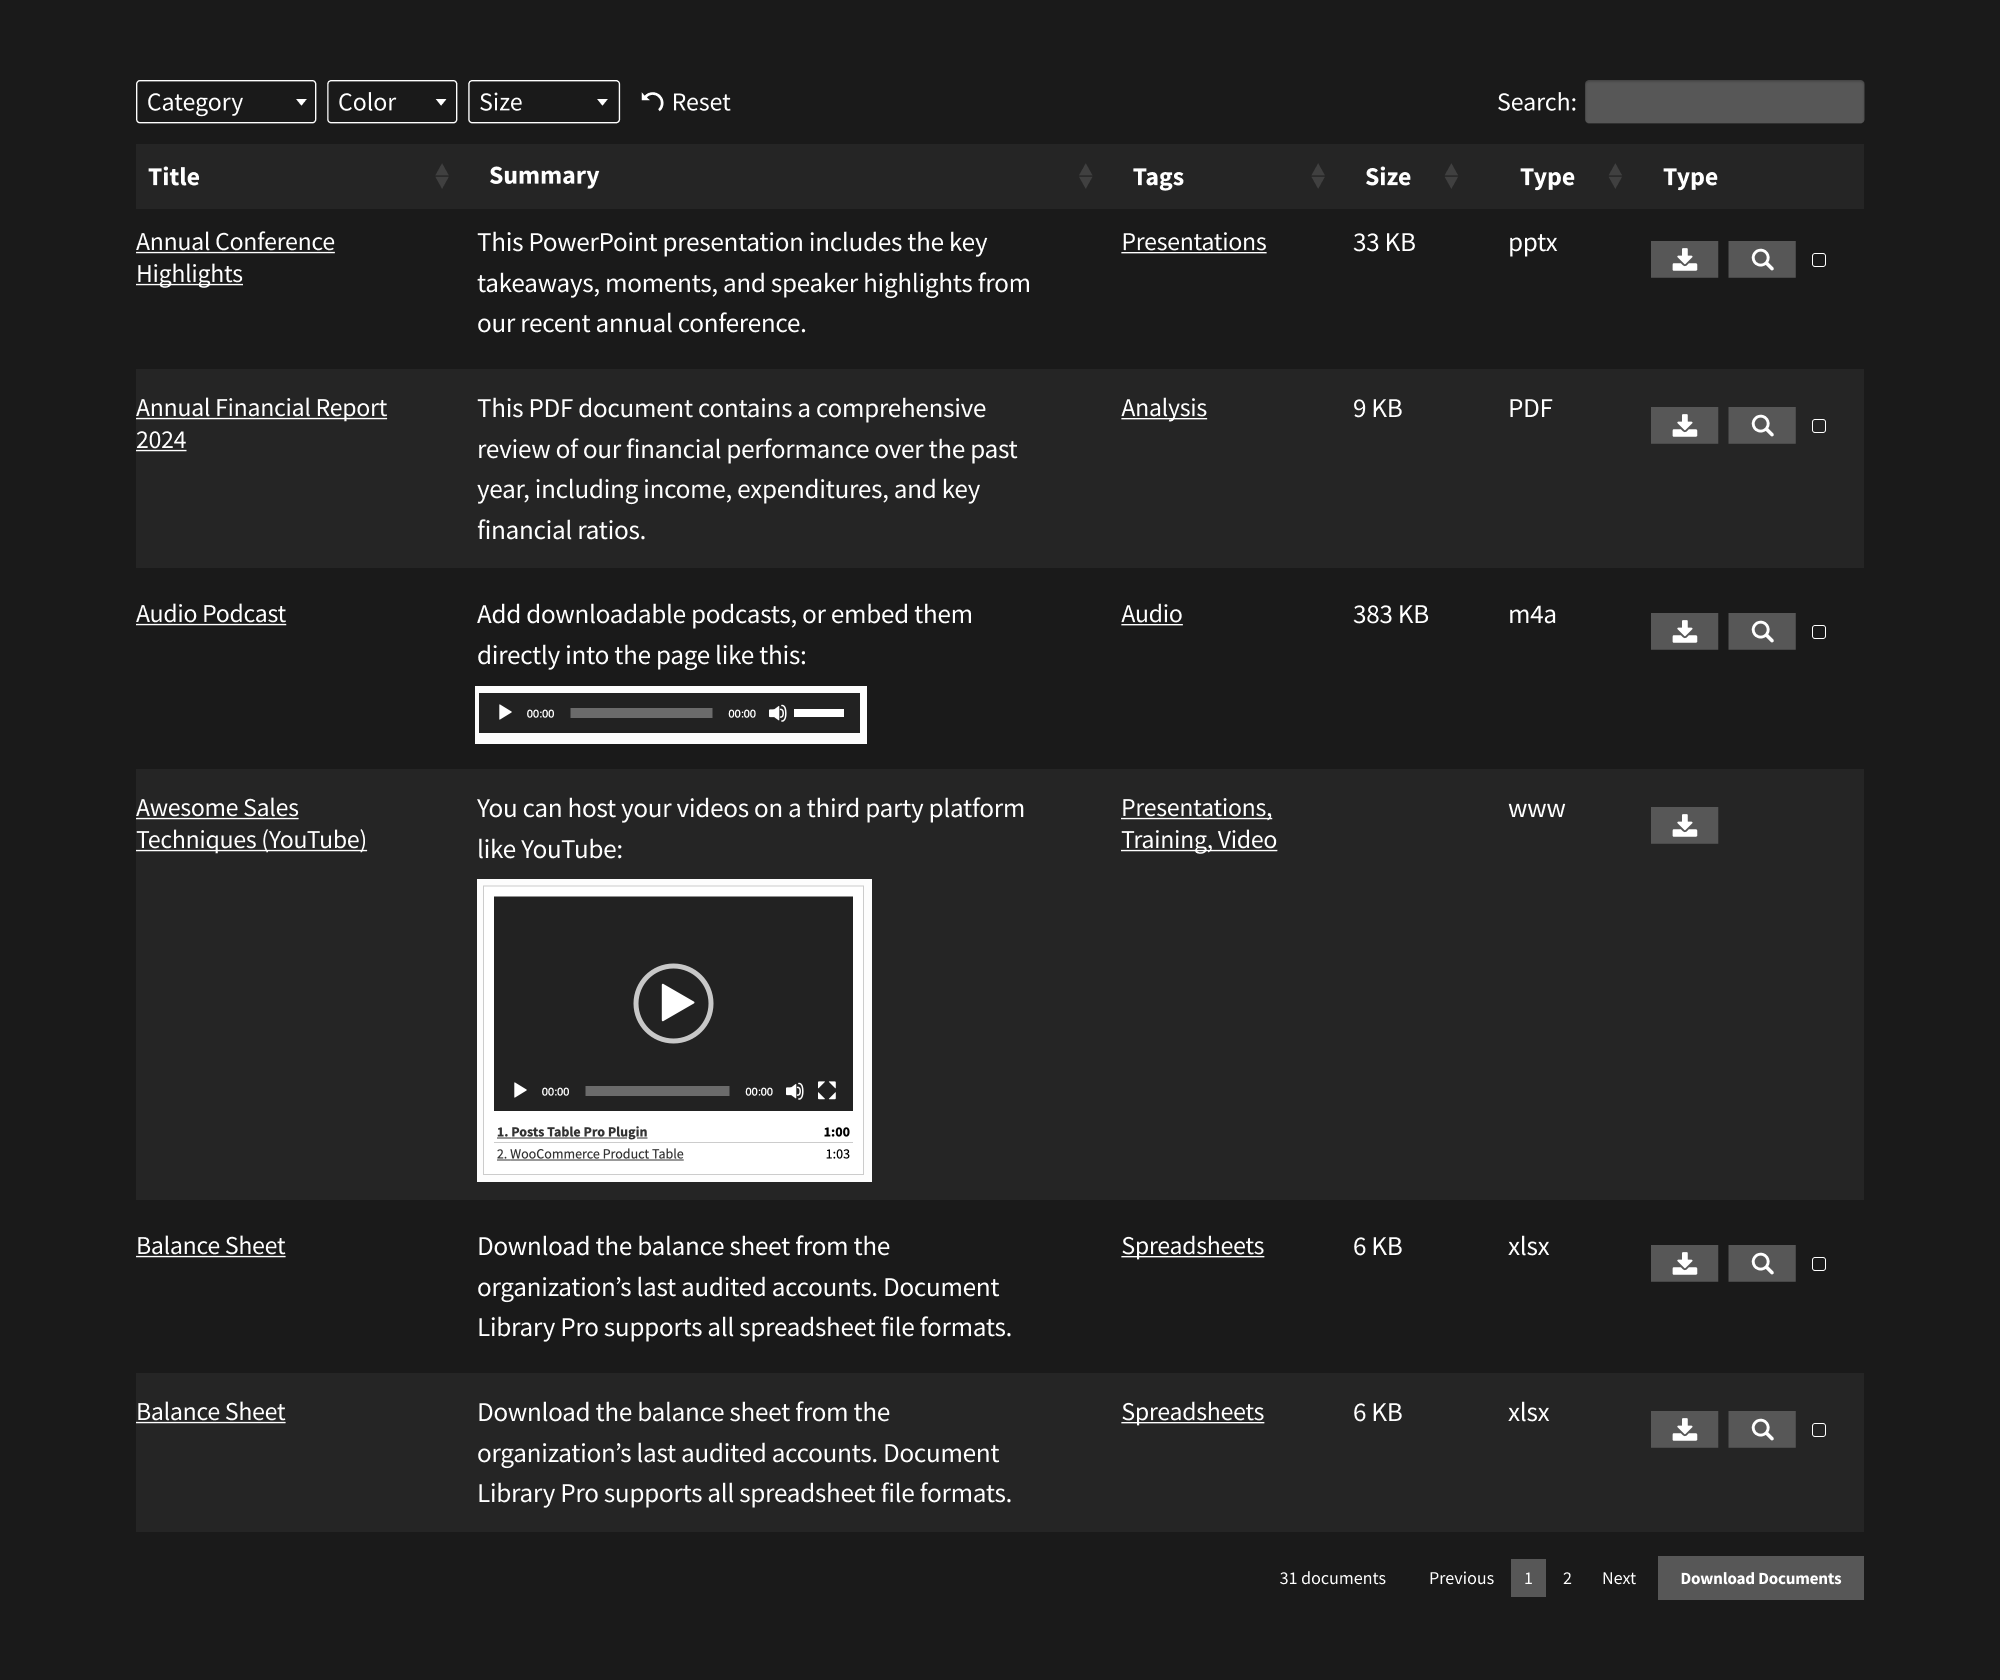 Category Color Size Reset Search:
Title Summary Tags Size Type Type
Annual Conference
Highlights
This PowerPoint presentation includes the key
takeaways, moments, and speaker highlights from
our recent annual conference.
Presentations
33 KB
pptx
Annual Financial Report
2024
This PDF document contains a comprehensive
review of our financial performance over the past
year, including income, expenditures, and key
financial ratios.
Analysis
9 KB
PDF
Audio Podcast
Add downloadable podcasts, or embed them
directly into the page like this:
00:00 00:00
Audio
383 KB
m4a
Awesome Sales
Techniques (YouTube)
You can host your videos on a third party platform
like YouTube:
00:00 00:00
1. Posts Table Pro Plugin 1:00
2. WooCommerce Product Table 1:03
Presentations,
Training, Video
www
Balance Sheet
Download the balance sheet from the
organization’s last audited accounts. Document
Library Pro supports all spreadsheet file formats.
Spreadsheets
6 KB
xlsx
Balance Sheet
Download the balance sheet from the
organization’s last audited accounts. Document
Library Pro supports all spreadsheet file formats.
Spreadsheets
6 KB
xlsx
31 documents Previous 1 2 Next Download Documents